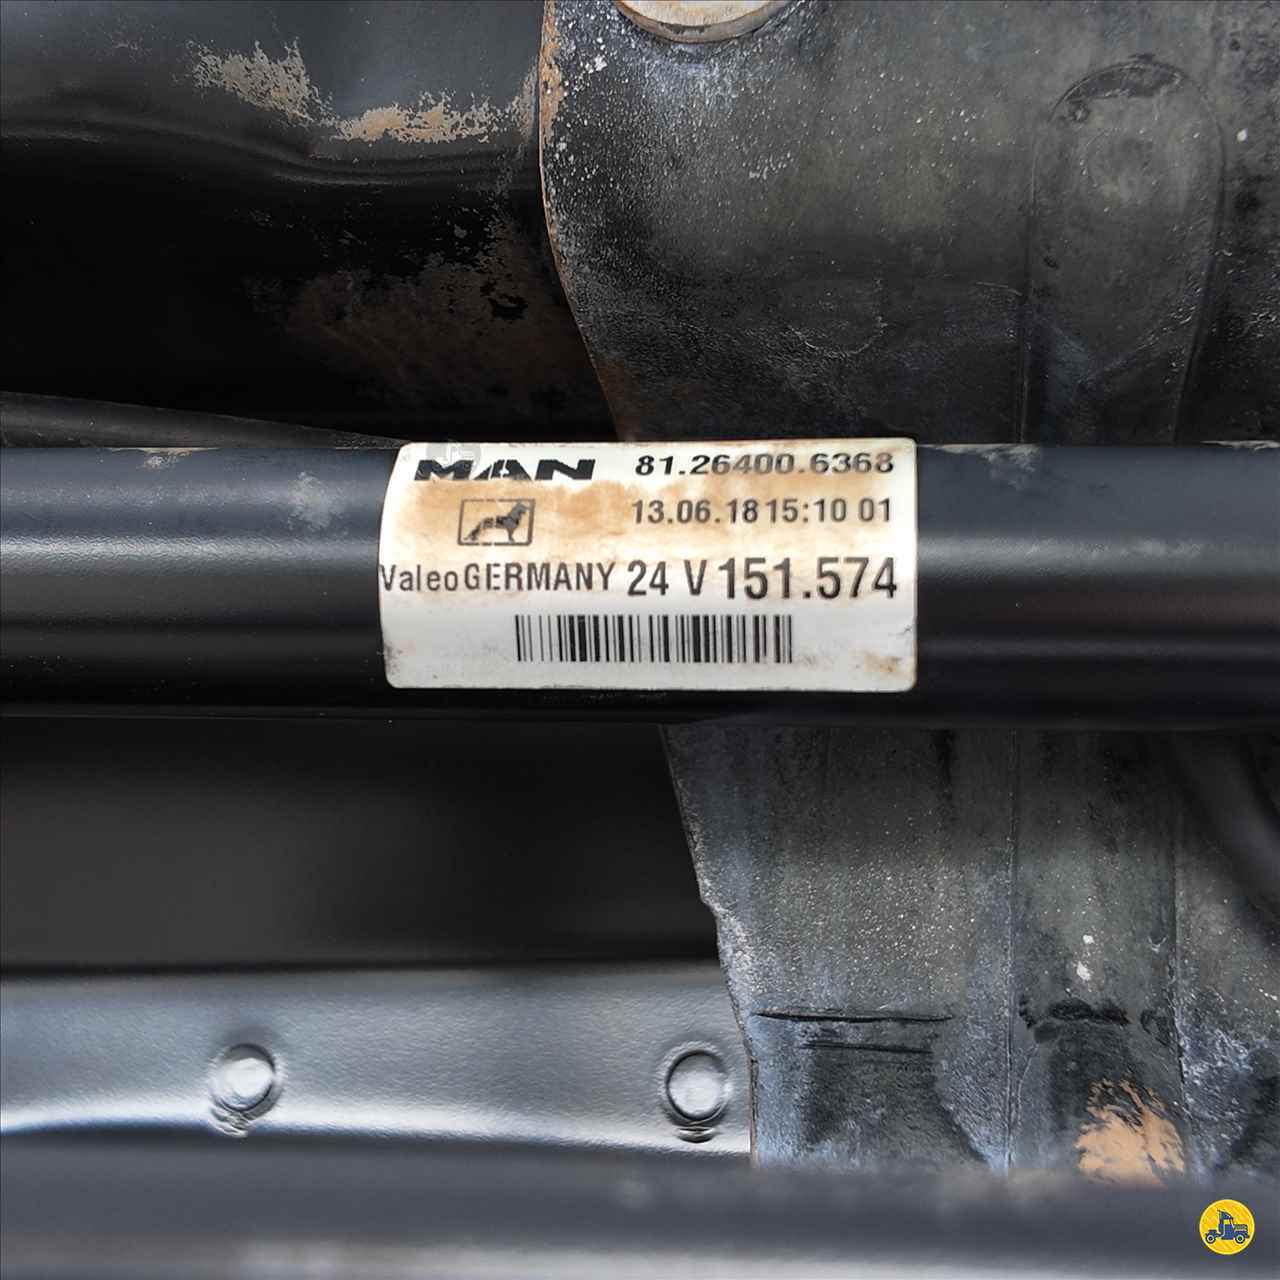 MAN 81.26400.6368
13.06.18 15:10 01
Valeo GERMANY 24 V 151.574